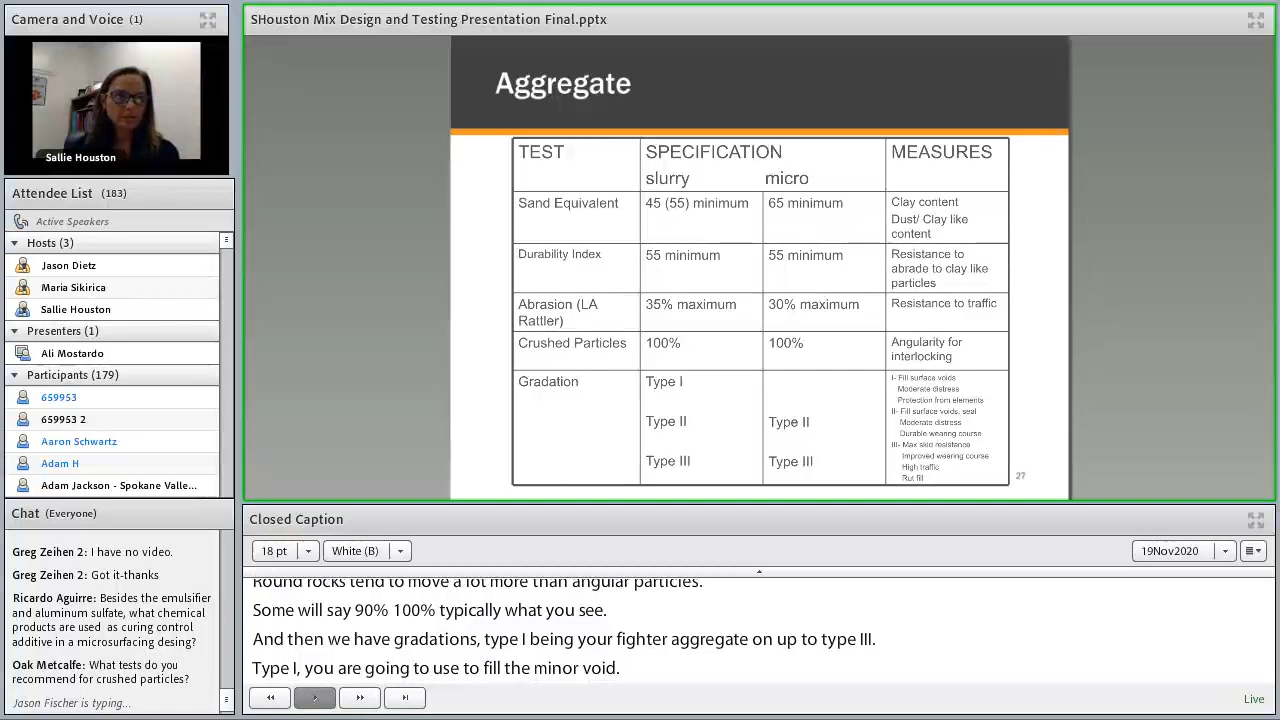 Camera and Voice (1)
Sallie Houston
Attendee List (183)
Active Speakers
Hosts (3)
Jason Dietz
Maria Sikirica
Sallie Houston
Presenters (1)
Ali Mostardo
Participants (179)
659953
659953 2
Aaron Schwartz
Adam H
Adam Jackson - Spokane Valle...
Chat (Everyone)
Greg Zeihen 2: I have no video.
Greg Zeihen 2: Got it-thanks
Ricardo Aguirre: Besides the emulsifier
and aluminum sulfate, what chemical
products are used as curing control
additive in a microsurfacing desing?
Oak Metcalfe: What tests do you
recommend for crushed particles?
Jason Fischer is typing...
SHouston Mix Design and Testing Presentation Final.pptx
Aggregate
TEST SPECIFICATION MEASURES
slurry micro
Sand Equivalent 45 (55) minimum 65 minimum Clay content
Dust/ Clay like
content
Durability Index 55 minimum 55 minimum Resistance to
abrade to clay like
particles
Abrasion (LA 35% maximum 30% maximum Resistance to traffic
Rattler)
Crushed Particles 100% 100% Angularity for
interlocking
Gradation Type I I- Fill surface voids
Moderate distress
Protection from elements
Type II Type II II- Fill surface voids, seal
Moderate distress
Durable wearing course
Type III Type III III- Max skid resistance
Improved wearing course
High traffic
Rut fill
27
Closed Caption
18 pt White (B) 19Nov2020
Round rocks tend to move a lot more than angular particles.
Some will say 90% 100% typically what you see.
And then we have gradations, type I being your fighter aggregate on up to type III.
Type I, you are going to use to fill the minor void.
Live